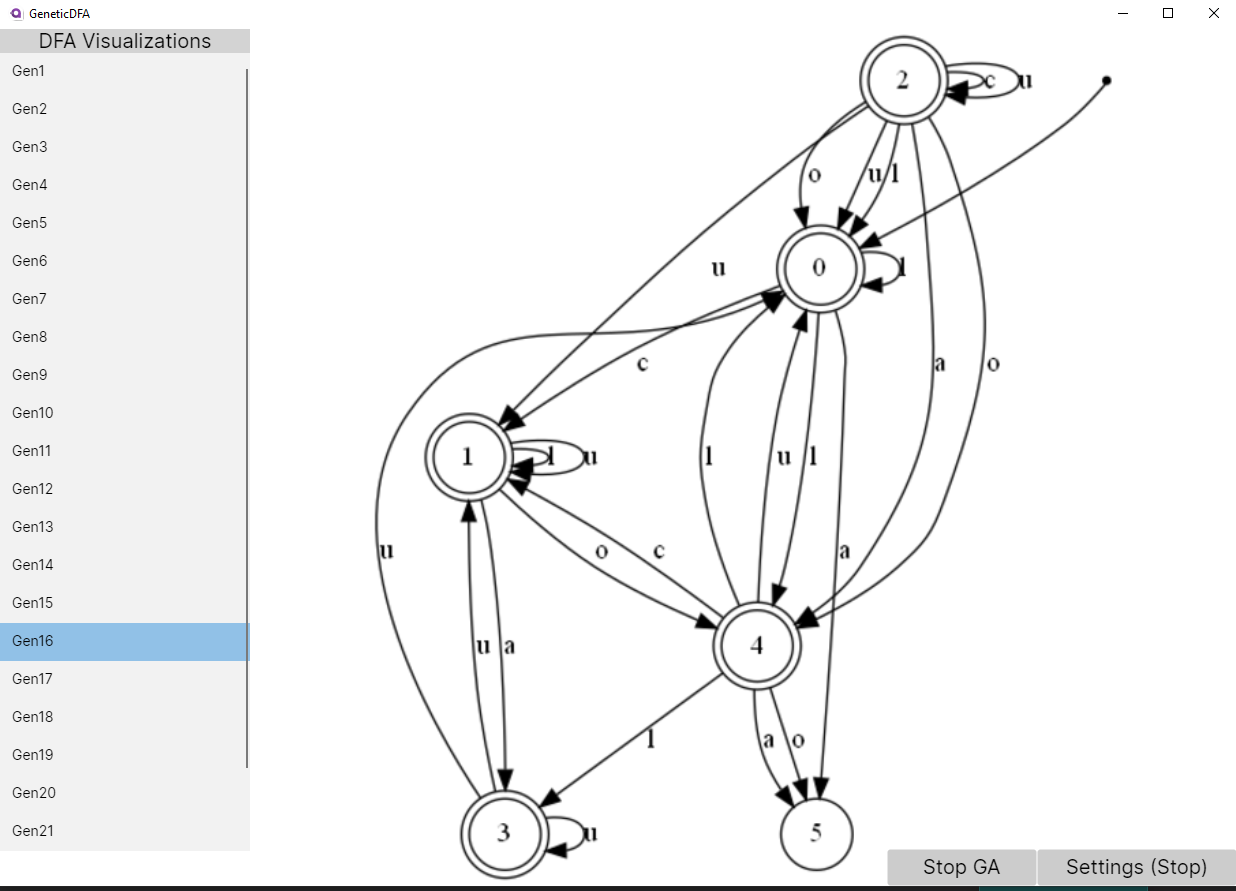 GeneticDFA
DFA Visualizations
Gen1
Gen2
Gen3
Gen4
Gen5
Gen6
Gen7
Gen8
Gen9
Gen10
Gen11
Gen12
Gen13
Gen14
Gen15
Gen16
Gen17
Gen18
Gen19
Gen20
Gen21
2 c u
o u l
u
0 l
c
a o
1 l u
l u l
u
o c
a
u a
4
l
a o
3 u
5
Stop GA Settings (Stop)